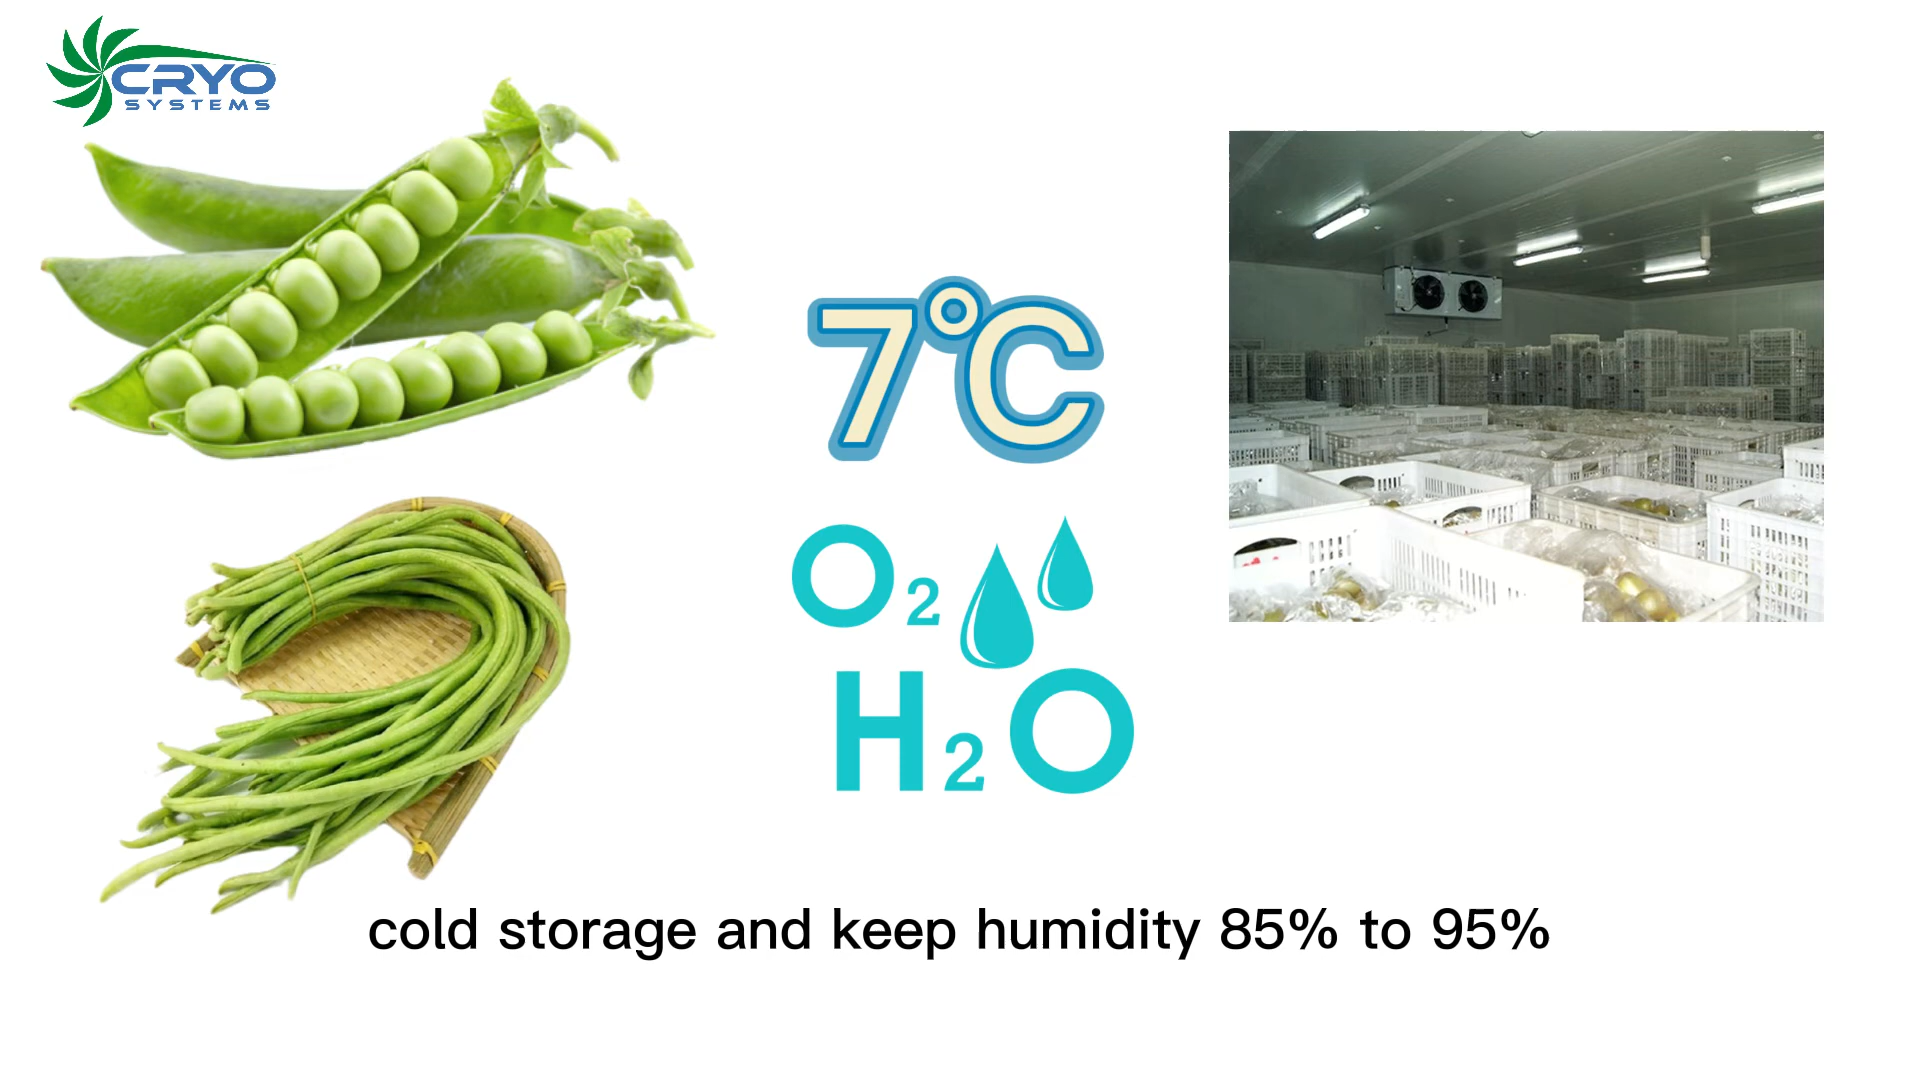 CRYO
SYSTEMS
7℃
O2
H2O
cold storage and keep humidity 85% to 95%